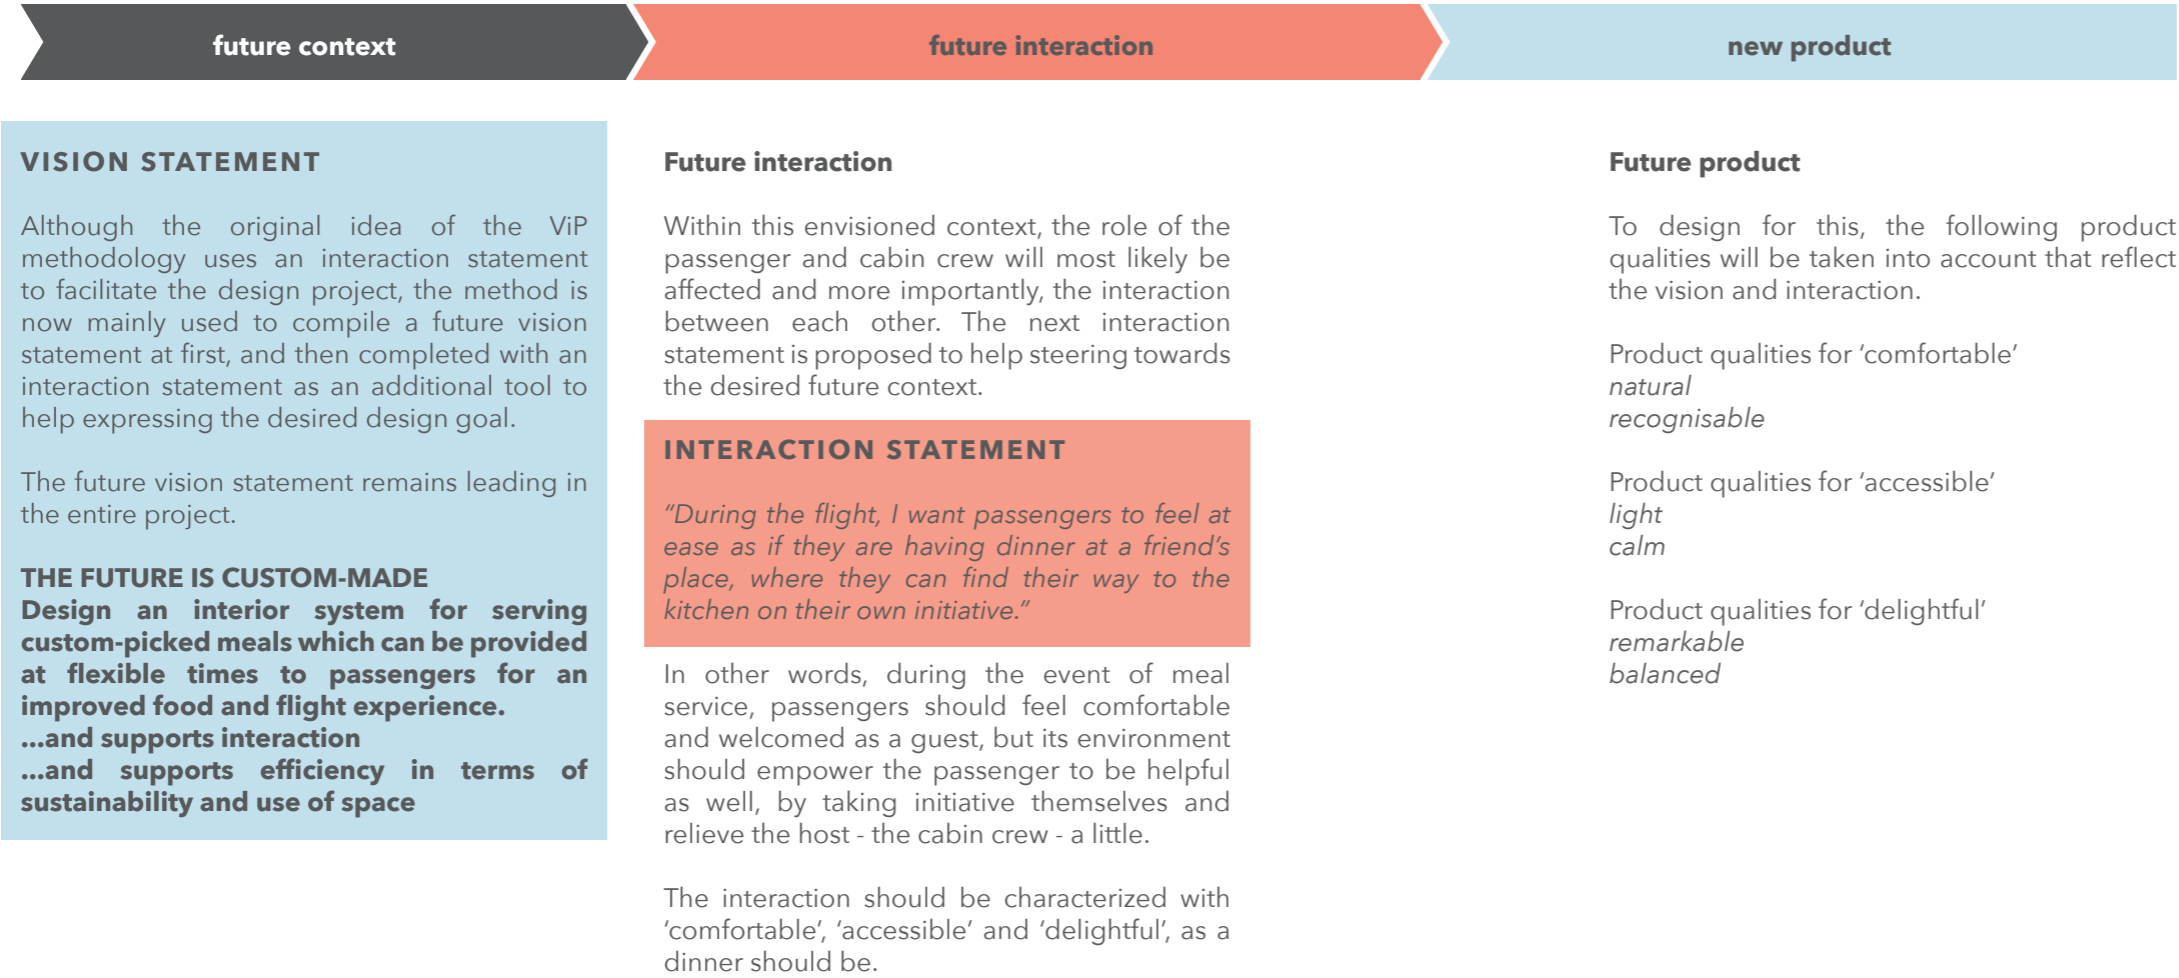 future context
future interaction
new product
VISION STATEMENT
Although the original idea of the ViP
methodology uses an interaction statement
to facilitate the design project, the method is
now mainly used to compile a future vision
statement at first, and then completed with an
interaction statement as an additional tool to
help expressing the desired design goal.
The future vision statement remains leading in
the entire project.
THE FUTURE IS CUSTOM-MADE
Design an interior system for serving
custom-picked meals which can be provided
at flexible times to passengers for an
improved food and flight experience.
...and supports interaction
...and supports efficiency in terms of
sustainability and use of space
Future interaction
Within this envisioned context, the role of the
passenger and cabin crew will most likely be
affected and more importantly, the interaction
between each other. The next interaction
statement is proposed to help steering towards
the desired future context.
INTERACTION STATEMENT
“During the flight, I want passengers to feel at
ease as if they are having dinner at a friend’s
place, where they can find their way to the
kitchen on their own initiative.”
In other words, during the event of meal
service, passengers should feel comfortable
and welcomed as a guest, but its environment
should empower the passenger to be helpful
as well, by taking initiative themselves and
relieve the host - the cabin crew - a little.
The interaction should be characterized with
‘comfortable’, ‘accessible’ and ‘delightful’, as a
dinner should be.
Future product
To design for this, the following product
qualities will be taken into account that reflect
the vision and interaction.
Product qualities for ‘comfortable’
natural
recognisable
Product qualities for ‘accessible’
light
calm
Product qualities for ‘delightful’
remarkable
balanced